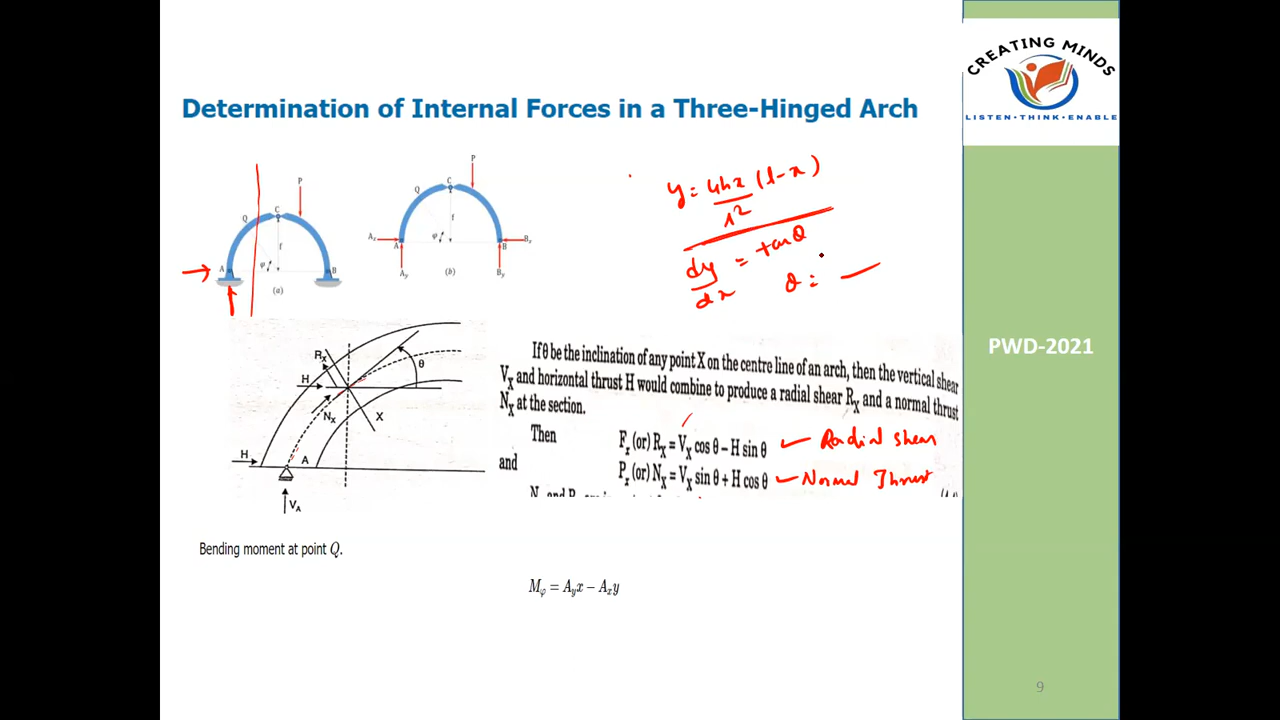 CREATING MINDS
LISTEN•THINK•ENABLE
Determination of Internal Forces in a Three-Hinged Arch
P
C
Q
f
A
φ
B
(a)
P
C
Q
f
Ax
A
φ
B
Bx
Ay
(b)
By
y = 4hx/l² (l-x)
dy/dx = tanθ
θ =
PWD-2021
RX
θ
H
NX
X
H
A
VA
If θ be the inclination of any point X on the centre line of an arch, then the vertical shear
VX and horizontal thrust H would combine to produce a radial shear RX and a normal thrust
NX at the section.
Then
Fx (or) RX = VX cos θ – H sin θ
Radial shear
and
Px (or) NX = VX sin θ + H cos θ
Normal Thrust
Bending moment at point Q.
Mφ = Ayx − Axy
9